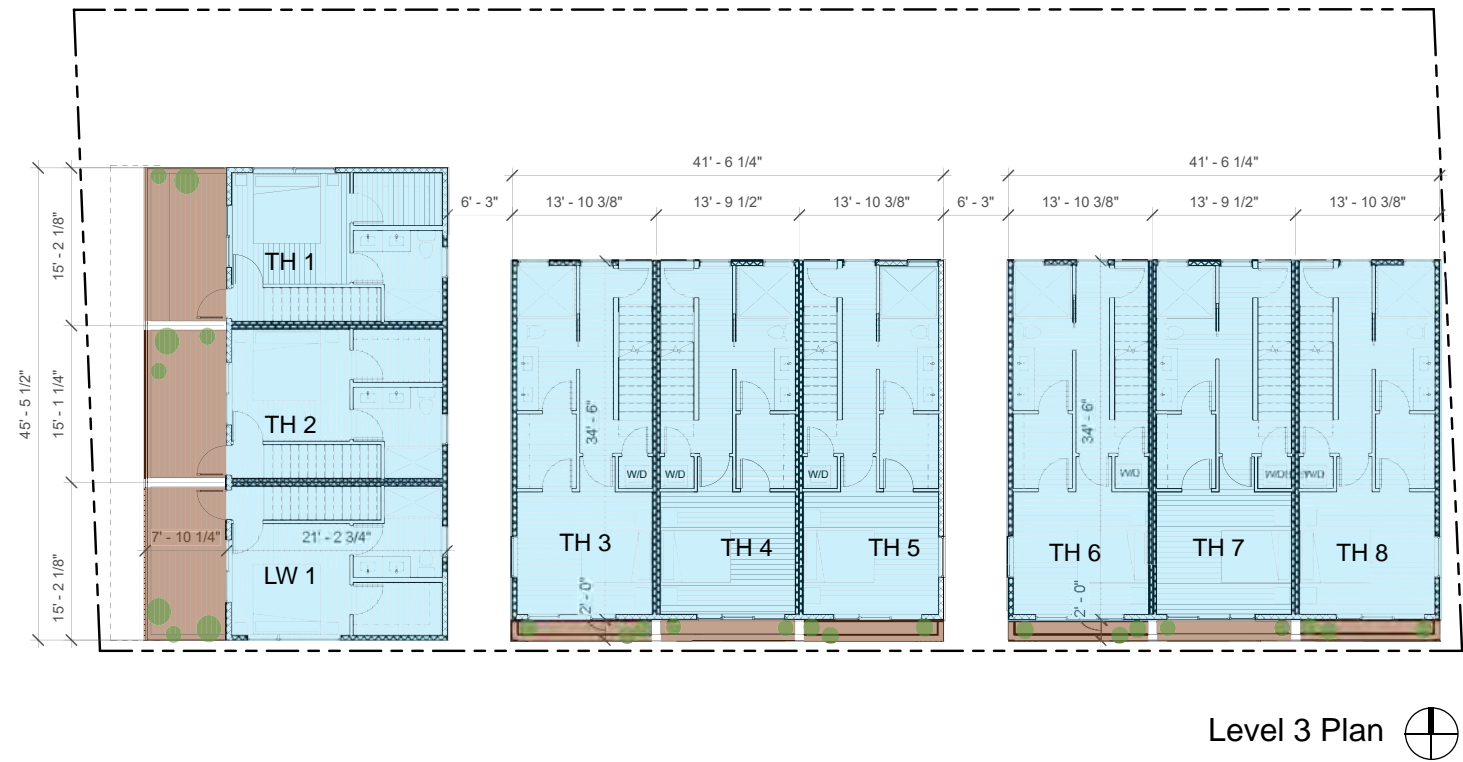 41' - 6 1/4"
41' - 6 1/4"
6' - 3"
13' - 10 3/8"
13' - 9 1/2"
13' - 10 3/8"
6' - 3"
13' - 10 3/8"
13' - 9 1/2"
13' - 10 3/8"
45' - 5 1/2"
15' - 2 1/8"
15' - 1 1/4"
15' - 2 1/8"
TH 1
TH 2
LW 1
7' - 10 1/4"
21' - 2 3/4"
34' - 6"
W/D
W/D
W/D
34' - 6"
W/D
W/D
W/D
TH 3
TH 4
TH 5
TH 6
TH 7
TH 8
2' - 0"
2' - 0"
Level 3 Plan